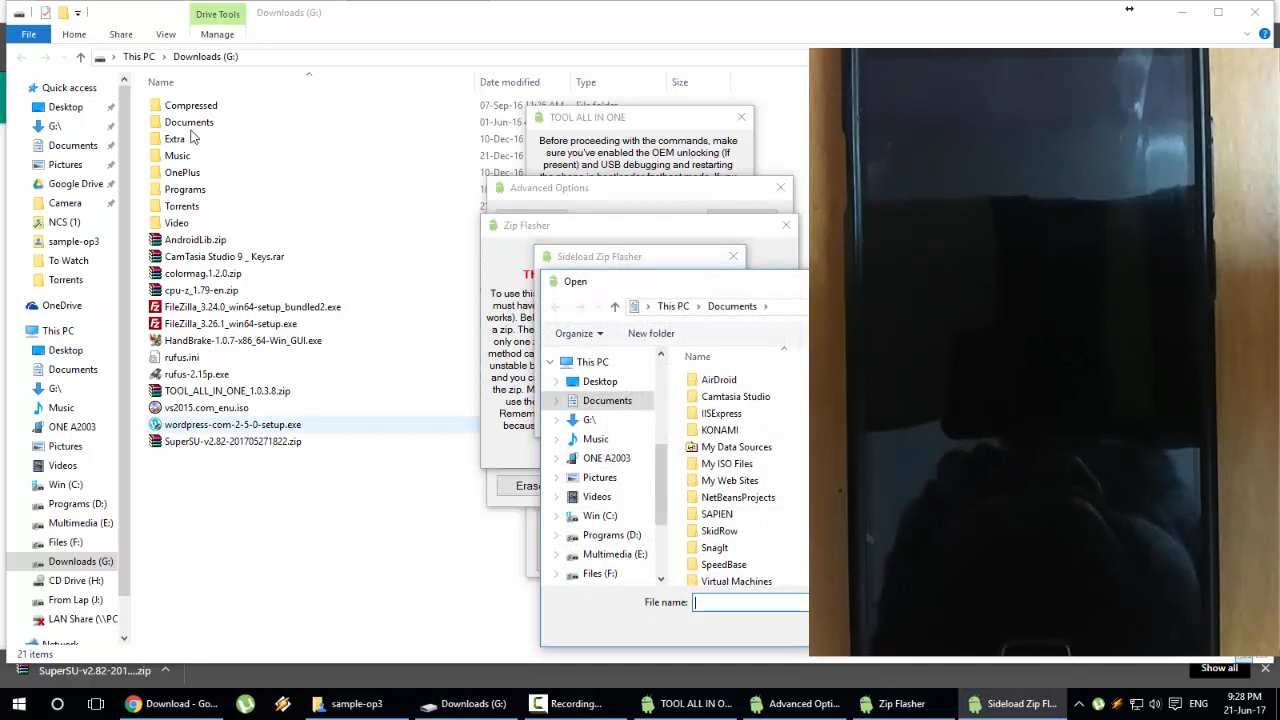 Drive Tools
Downloads (G:)
File
Home
Share
View
Manage
This PC
Downloads (G:)
Name
Date modified
Type
Size
Quick access
Desktop
G:\
Documents
Pictures
Google Drive
Camera
NCS (1)
sample-op3
To Watch
Torrents
OneDrive
This PC
Desktop
Documents
G:\
Music
ONE A2003
Pictures
Videos
Win (C:)
Programs (D:)
Multimedia (E:)
Files (F:)
Downloads (G:)
CD Drive (H:)
From Lap (J:)
LAN Share (\\PC
Network
Compressed
Documents
Extra
Music
OnePlus
Programs
Torrents
Video
AndroidLib.zip
CamTasia Studio 9 _ Keys.rar
colormag.1.2.0.zip
cpu-z_1.79-en.zip
FileZilla_3.24.0_win64-setup_bundled2.exe
FileZilla_3.26.1_win64-setup.exe
HandBrake-1.0.7-x86_64-Win_GUI.exe
rufus.ini
rufus-2.15p.exe
TOOL_ALL_IN_ONE_1.0.3.8.zip
vs2015.com_enu.iso
wordpress-com-2-5-0-setup.exe
SuperSU-v2.82-201705271822.zip
07-Sep-16 11:25 AM
File folder
01-Jun-16
10-Dec-16
21-Dec-16
TOOL ALL IN ONE
Before proceeding with the commands, make
sure you've enabled the OEM unlocking (If
present) and USB debugging and restarting
Advanced Options
Zip Flasher
To use this
must have
works). Be
a zip. The
only one z
method ca
unstable b
and you c
the zip. M
use the
Remem
becaus
Erase
Sideload Zip Flasher
Open
This PC
Documents
Organize
New folder
This PC
Desktop
Documents
G:\
Music
ONE A2003
Pictures
Videos
Win (C:)
Programs (D:)
Multimedia (E:)
Files (F:)
Name
AirDroid
Camtasia Studio
IISExpress
KONAMI
My Data Sources
My ISO Files
My Web Sites
NetBeansProjects
SAPIEN
SkidRow
SnagIt
SpeedBase
Virtual Machines
File name:
21 items
SuperSU-v2.82-201....zip
Show all
Download - Go...
sample-op3
Downloads (G:)
Recording...
TOOL ALL IN O...
Advanced Opti...
Zip Flasher
Sideload Zip Fl...
ENG
9:28 PM
21-Jun-17